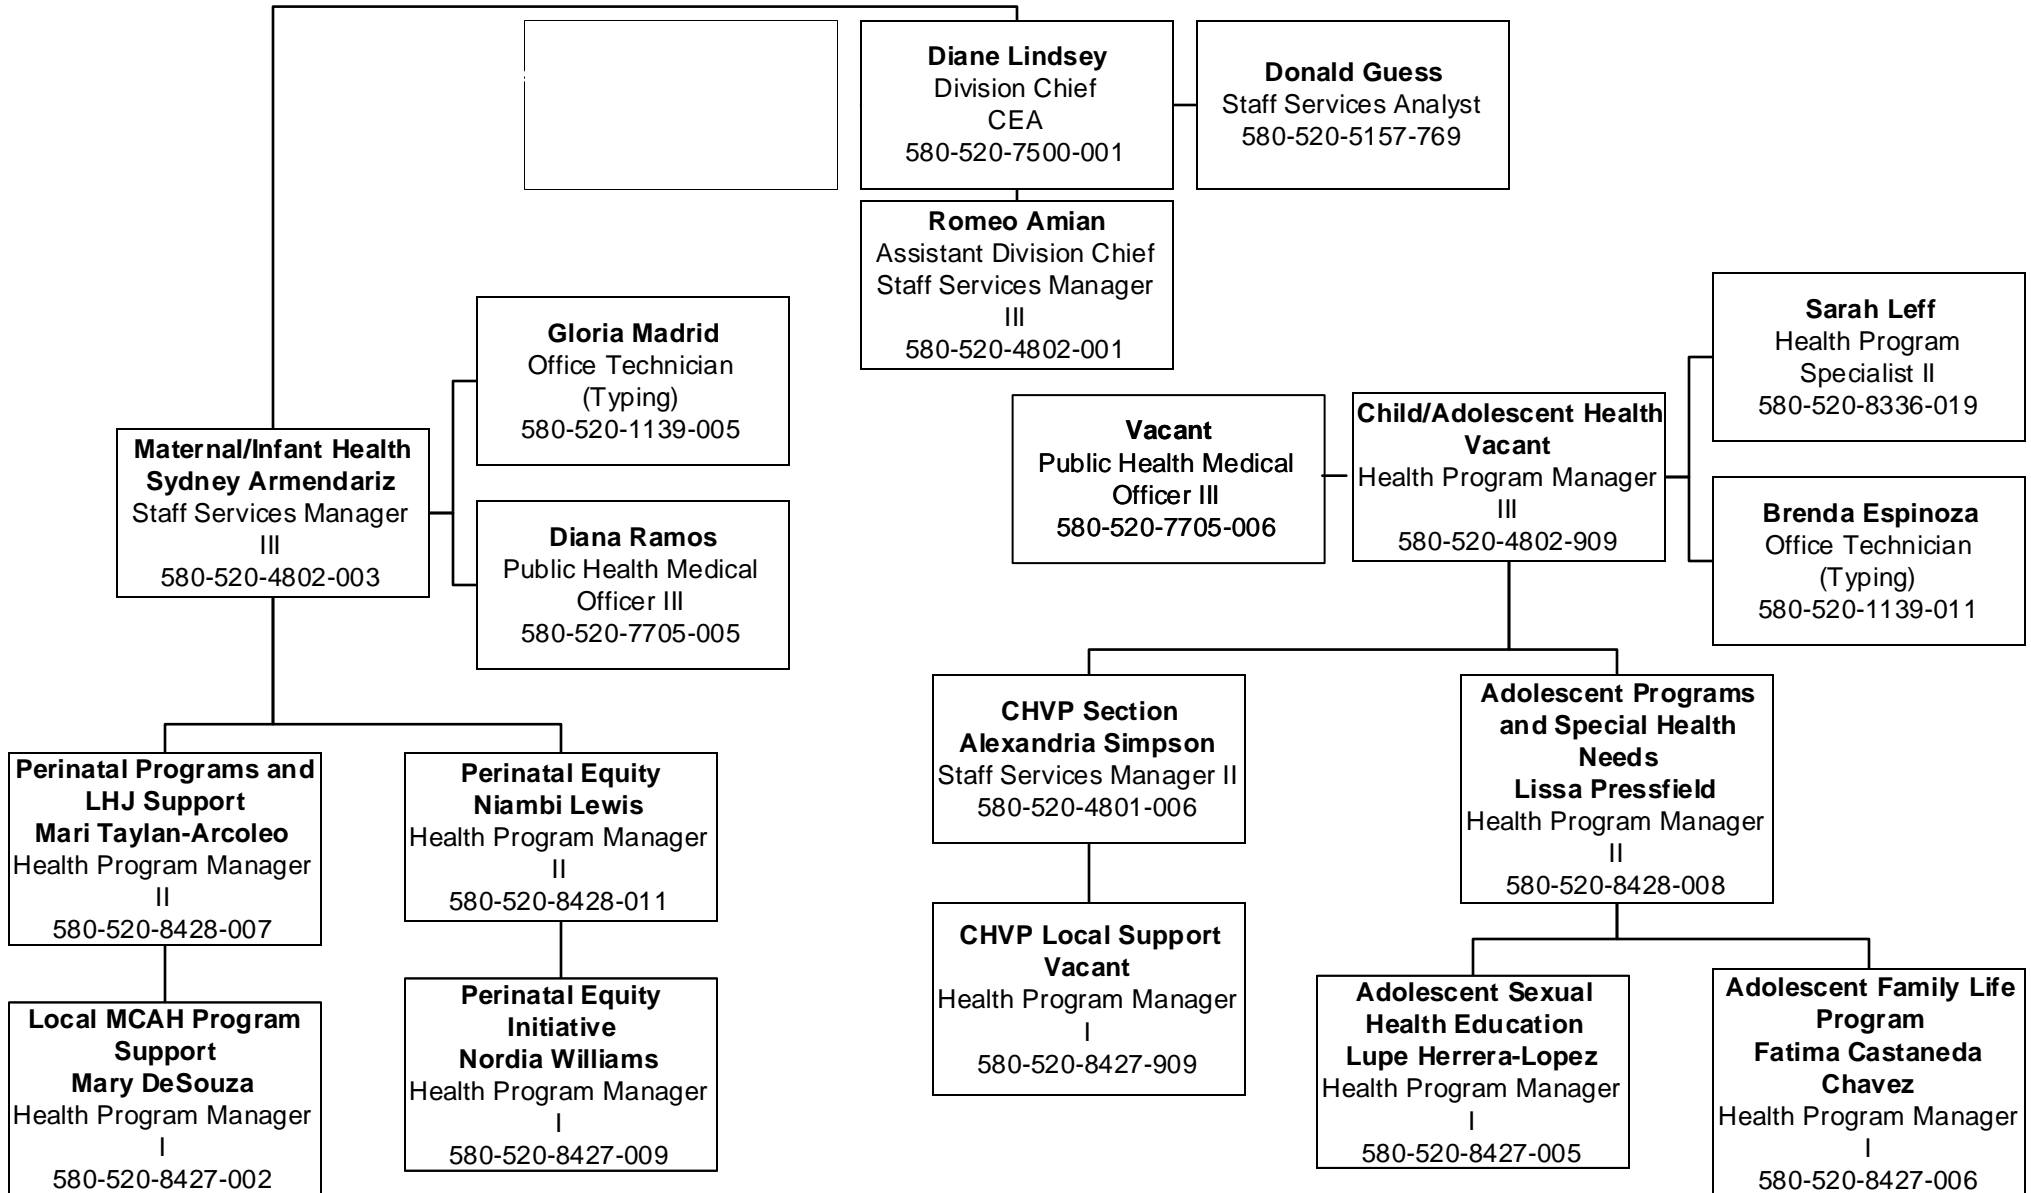 Diane Lindsey
Division Chief
CEA
580-520-7500-001
Donald Guess
Staff Services Analyst
580-520-5157-769
Romeo Amian
Assistant Division Chief
Staff Services Manager
III
580-520-4802-001
Gloria Madrid
Office Technician
(Typing)
580-520-1139-005
Maternal/Infant Health
Sydney Armendariz
Staff Services Manager
III
580-520-4802-003
Diana Ramos
Public Health Medical
Officer III
580-520-7705-005
Vacant
Public Health Medical
Officer III
580-520-7705-006
Child/Adolescent Health
Vacant
Health Program Manager
III
580-520-4802-909
Sarah Leff
Health Program
Specialist II
580-520-8336-019
Brenda Espinoza
Office Technician
(Typing)
580-520-1139-011
Perinatal Programs and
LHJ Support
Mari Taylan-Arcoleo
Health Program Manager
II
580-520-8428-007
Perinatal Equity
Niambi Lewis
Health Program Manager
II
580-520-8428-011
CHVP Section
Alexandria Simpson
Staff Services Manager II
580-520-4801-006
Adolescent Programs
and Special Health
Needs
Lissa Pressfield
Health Program Manager
II
580-520-8428-008
Local MCAH Program
Support
Mary DeSouza
Health Program Manager
I
580-520-8427-002
Perinatal Equity
Initiative
Nordia Williams
Health Program Manager
I
580-520-8427-009
CHVP Local Support
Vacant
Health Program Manager
I
580-520-8427-909
Adolescent Sexual
Health Education
Lupe Herrera-Lopez
Health Program Manager
I
580-520-8427-005
Adolescent Family Life
Program
Fatima Castaneda
Chavez
Health Program Manager
I
580-520-8427-006